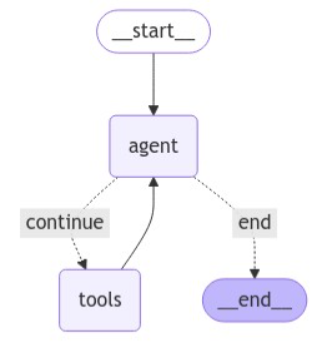 __start__
agent
continue
end
tools
__end__